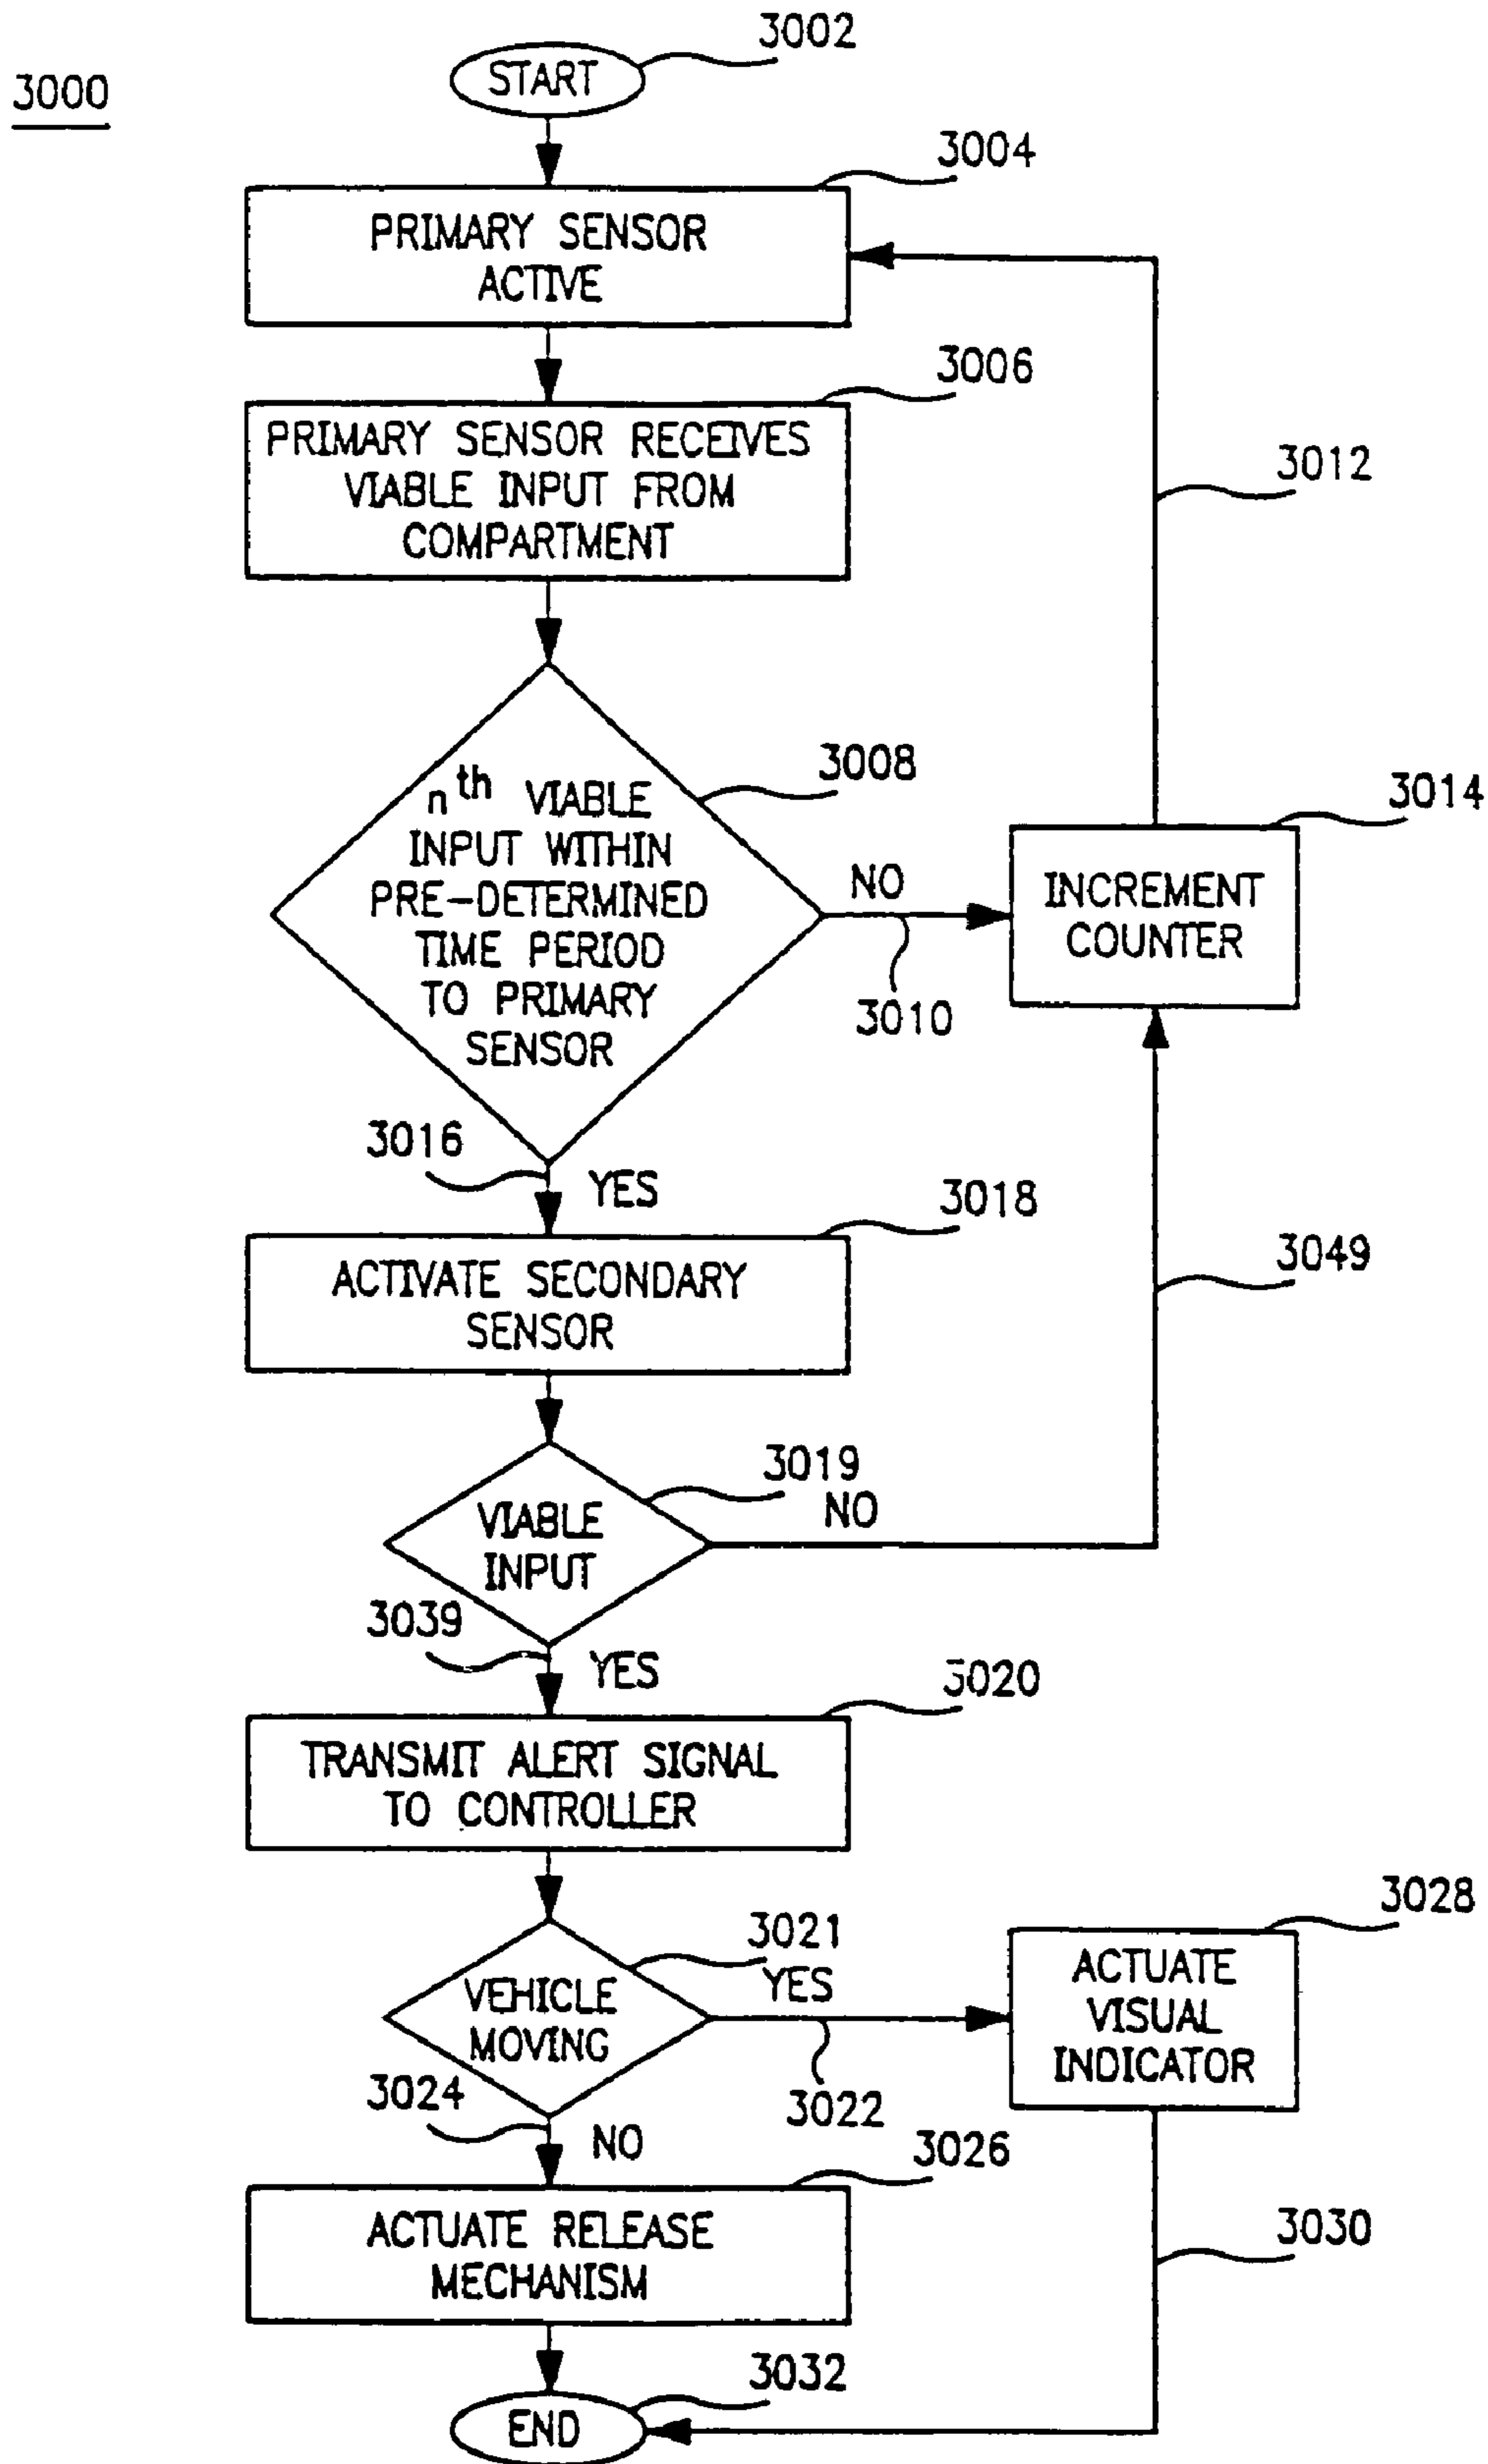 3000
START
3002
3004
PRIMARY SENSOR
ACTIVE
3006
PRIMARY SENSOR RECEIVES
VIABLE INPUT FROM
COMPARTMENT
3012
3008
nth VIABLE
INPUT WITHIN
PRE-DETERMINED
TIME PERIOD
TO PRIMARY
SENSOR
NO
3010
3014
INCREMENT
COUNTER
3016
YES
3018
ACTIVATE SECONDARY
SENSOR
3049
3019
VIABLE
INPUT
NO
3039
YES
3020
TRANSMIT ALERT SIGNAL
TO CONTROLLER
3021
VEHICLE
MOVING
YES
3022
3028
ACTUATE
VISUAL
INDICATOR
3024
NO
3026
ACTUATE RELEASE
MECHANISM
3030
3032
END